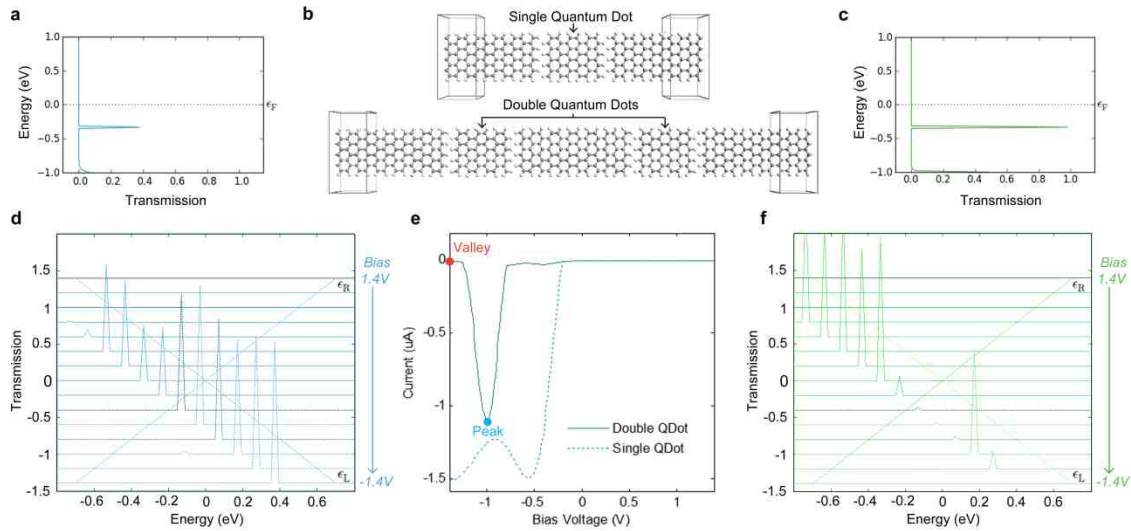 a
1.0
0.5
0.0
−0.5
−1.0
Energy (eV)
ϵF
0.0 0.2 0.4 0.6 0.8 1.0
Transmission
b
Single Quantum Dot
Double Quantum Dots
c
1.0
0.5
0.0
−0.5
−1.0
Energy (eV)
ϵF
0.0 0.2 0.4 0.6 0.8 1.0
Transmission
d
1.5
1
0.5
0
-0.5
-1
-1.5
Transmission
-0.6 -0.4 -0.2 0 0.2 0.4 0.6
Energy (eV)
ϵR
ϵL
Bias
1.4V
-1.4V
e
0
-0.5
-1.0
-1.5
Current (uA)
Valley
Peak
Double QDot
Single QDot
-1 -0.5 0 0.5 1
Bias Voltage (V)
f
1.5
1
0.5
0
-0.5
-1
-1.5
Transmission
-0.6 -0.4 -0.2 0 0.2 0.4 0.6
Energy (eV)
ϵR
ϵL
Bias
1.4V
-1.4V